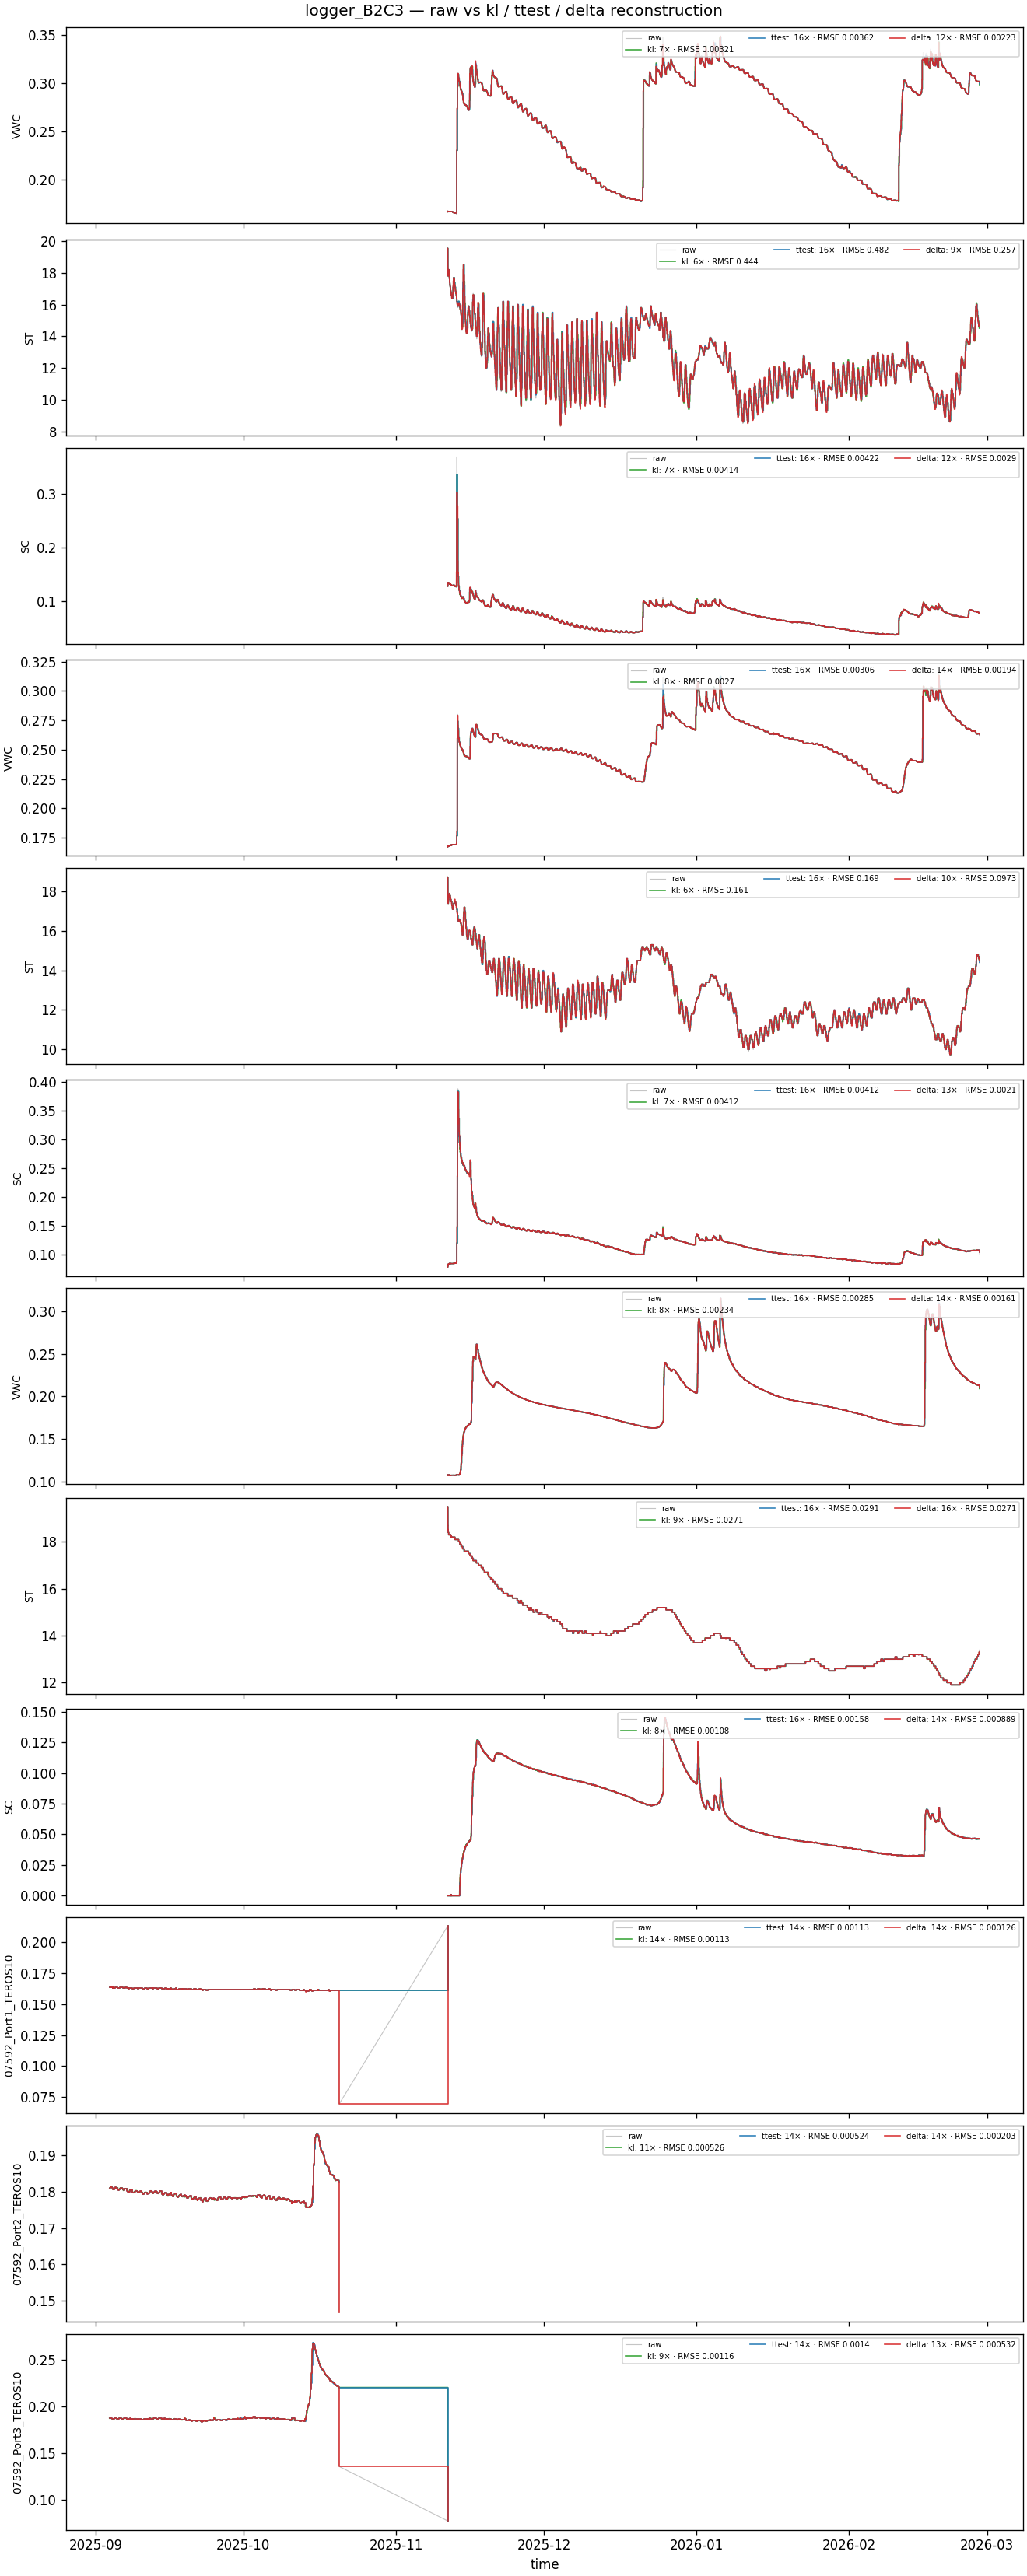 logger_B2C3 — raw vs kl / ttest / delta reconstruction
raw
kl: 7× · RMSE 0.00321
ttest: 16× · RMSE 0.00362
delta: 12× · RMSE 0.00223
VWC
0.35
0.30
0.25
0.20
raw
kl: 6× · RMSE 0.444
ttest: 16× · RMSE 0.482
delta: 9× · RMSE 0.257
ST
20
18
16
14
12
10
8
raw
kl: 7× · RMSE 0.00414
ttest: 16× · RMSE 0.00422
delta: 12× · RMSE 0.0029
SC
0.3
0.2
0.1
raw
kl: 8× · RMSE 0.0027
ttest: 16× · RMSE 0.00306
delta: 14× · RMSE 0.00194
VWC
0.325
0.300
0.275
0.250
0.225
0.200
0.175
raw
kl: 6× · RMSE 0.161
ttest: 16× · RMSE 0.169
delta: 10× · RMSE 0.0973
ST
18
16
14
12
10
raw
kl: 7× · RMSE 0.00412
ttest: 16× · RMSE 0.00412
delta: 13× · RMSE 0.0021
SC
0.40
0.35
0.30
0.25
0.20
0.15
0.10
raw
kl: 8× · RMSE 0.00234
ttest: 16× · RMSE 0.00285
delta: 14× · RMSE 0.00161
VWC
0.30
0.25
0.20
0.15
0.10
raw
kl: 9× · RMSE 0.0271
ttest: 16× · RMSE 0.0291
delta: 16× · RMSE 0.0271
ST
18
16
14
12
raw
kl: 8× · RMSE 0.00108
ttest: 16× · RMSE 0.00158
delta: 14× · RMSE 0.000889
SC
0.150
0.125
0.100
0.075
0.050
0.025
0.000
raw
kl: 14× · RMSE 0.00113
ttest: 14× · RMSE 0.00113
delta: 14× · RMSE 0.000126
07592_Port1_TEROS10
0.200
0.175
0.150
0.125
0.100
0.075
raw
kl: 11× · RMSE 0.000526
ttest: 14× · RMSE 0.000524
delta: 14× · RMSE 0.000203
07592_Port2_TEROS10
0.19
0.18
0.17
0.16
0.15
raw
kl: 9× · RMSE 0.00116
ttest: 14× · RMSE 0.0014
delta: 13× · RMSE 0.000532
07592_Port3_TEROS10
0.25
0.20
0.15
0.10
2025-09
2025-10
2025-11
2025-12
2026-01
2026-02
2026-03
time